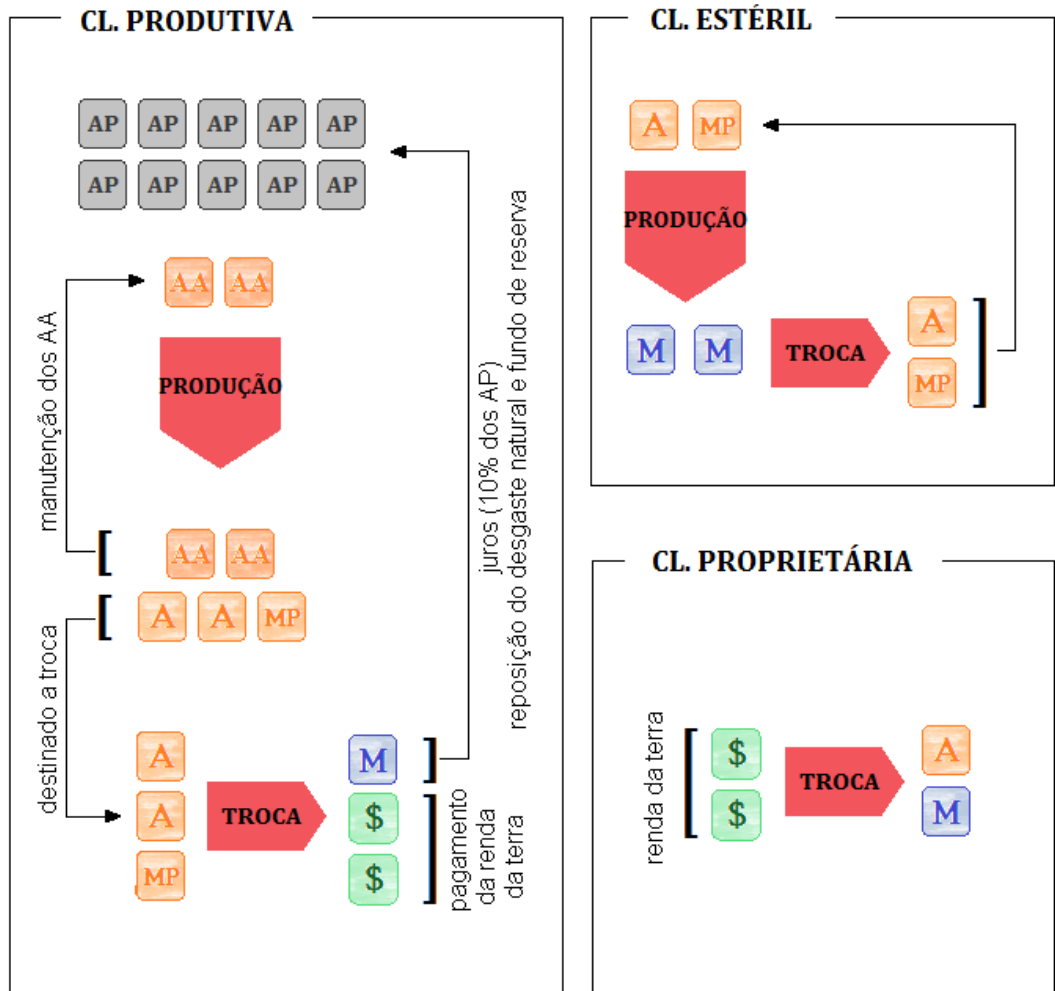 CL. PRODUTIVA
AP AP AP AP AP
AP AP AP AP AP
AA AA
PRODUÇÃO
manutenção dos AA
AA AA
A A MP
destinado a troca
A
A
MP
TROCA
M
$
$
pagamento
da renda
da terra
juros (10% dos AP)
reposição do desgaste natural e fundo de reserva
CL. ESTÉRIL
A MP
PRODUÇÃO
M M
TROCA
A
MP
CL. PROPRIETÁRIA
renda da terra
$
$
TROCA
A
M